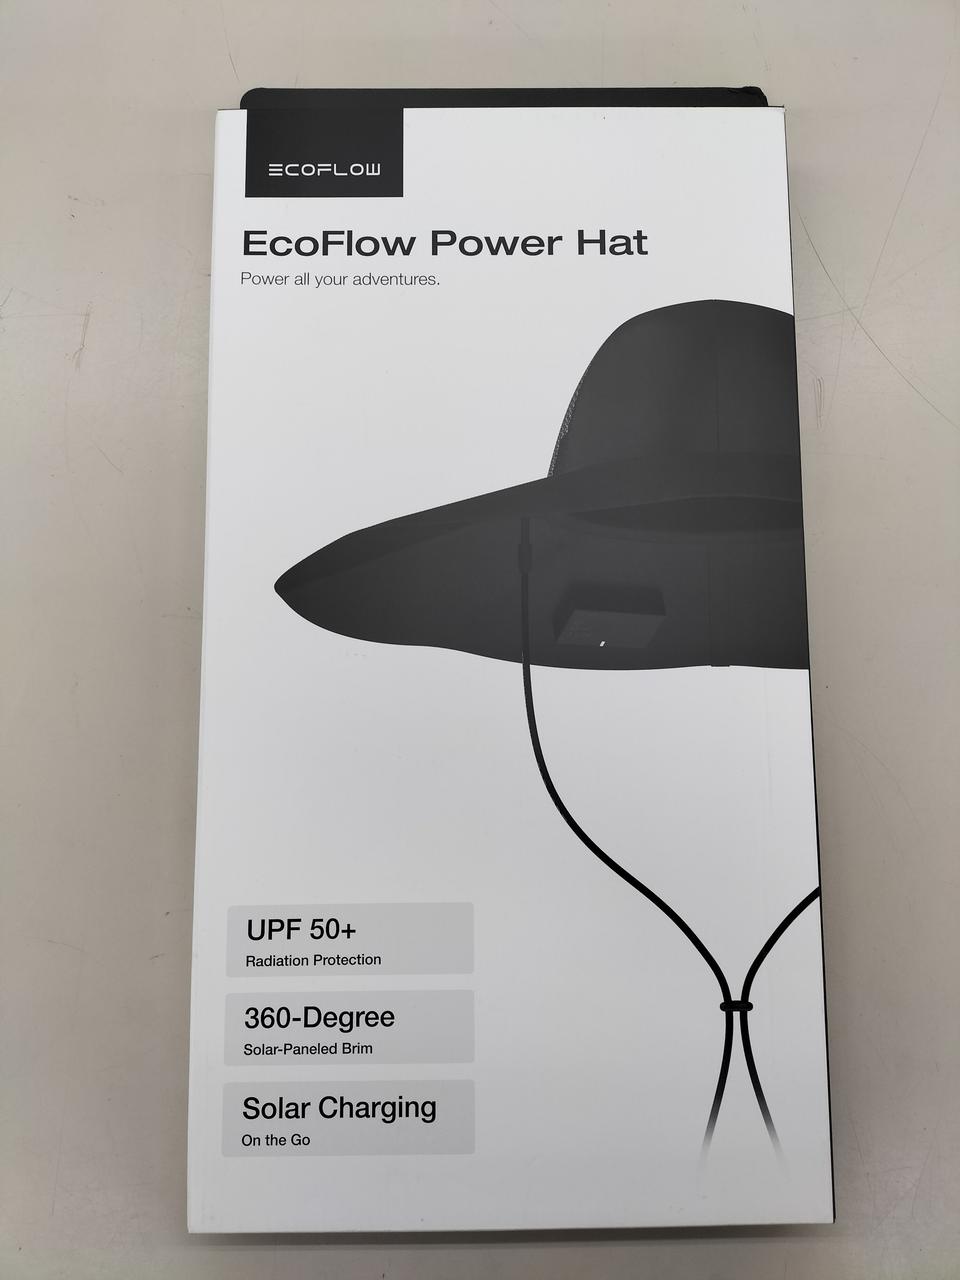 ECOFLOW
EcoFlow Power Hat
Power all your adventures.
UPF 50+
Radiation Protection
360-Degree
Solar-Paneled Brim
Solar Charging
On the Go